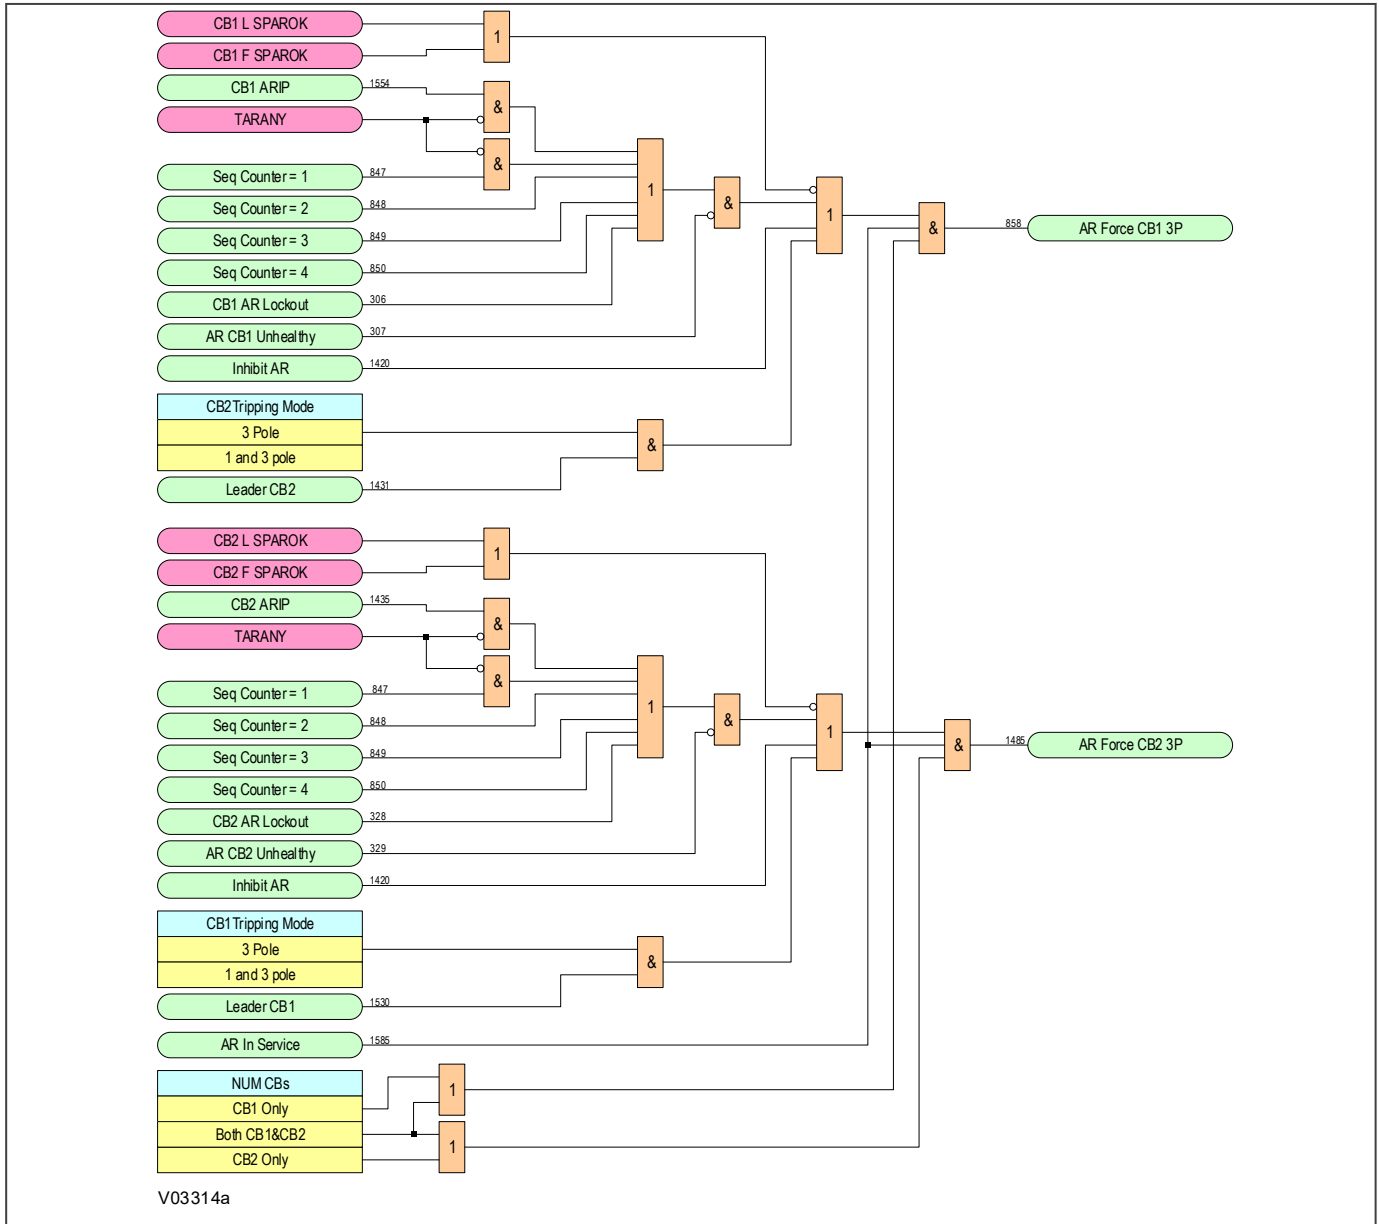 CB1 L SPAROK
1
CB1 F SPAROK
CB1 ARIP 1554
&
TARANY
&
Seq Counter = 1 847
1
&
Seq Counter = 2 848
1
&
858 AR Force CB1 3P
Seq Counter = 3 849
Seq Counter = 4 850
CB1 AR Lockout 306
AR CB1 Unhealthy 307
Inhibit AR 1420
CB2Tripping Mode
3 Pole
&
1 and 3 pole
Leader CB2 1431
CB2 L SPAROK
1
CB2 F SPAROK
CB2 ARIP 1435
&
TARANY
&
Seq Counter = 1 847
1
&
Seq Counter = 2 848
1
&
1485 AR Force CB2 3P
Seq Counter = 3 849
Seq Counter = 4 850
CB2 AR Lockout 328
AR CB2 Unhealthy 329
Inhibit AR 1420
CB1Tripping Mode
3 Pole
&
1 and 3 pole
Leader CB1 1530
AR In Service 1585
NUM CBs
1
CB1 Only
Both CB1&CB2
1
CB2 Only
V03314a